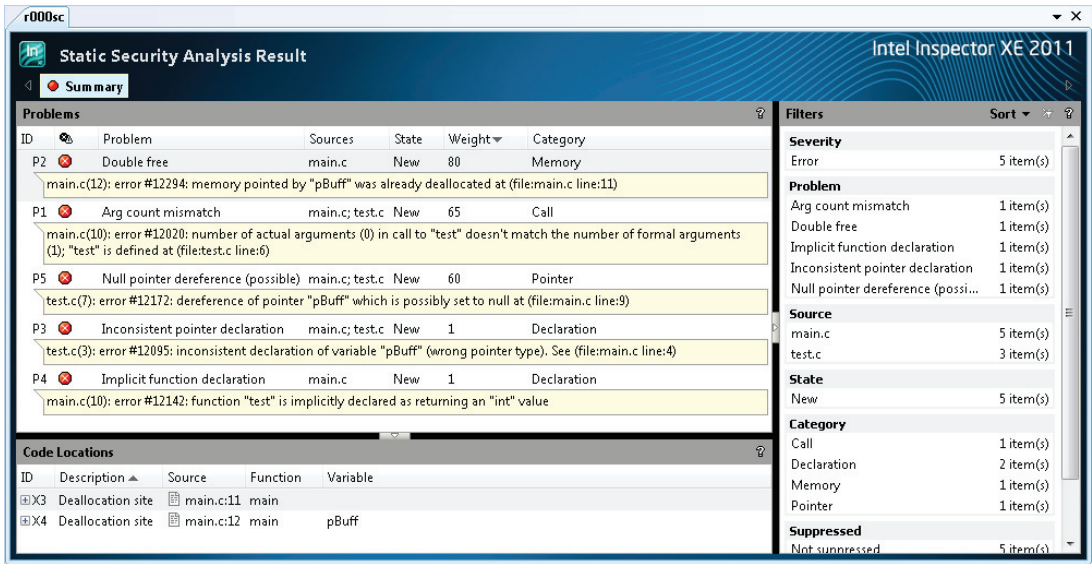 r000sc
Static Security Analysis Result
Intel Inspector XE 2011
Summary
Problems ?
ID Problem Sources State Weight Category
P2 Double free main.c New 80 Memory
main.c(12): error #12294: memory pointed by "pBuff" was already deallocated at (file:main.c line:11)
P1 Arg count mismatch main.c; test.c New 65 Call
main.c(10): error #12020: number of actual arguments (0) in call to "test" doesn't match the number of formal arguments
(1); "test" is defined at (file:test.c line:6)
P5 Null pointer dereference (possible) main.c; test.c New 60 Pointer
test.c(7): error #12172: dereference of pointer "pBuff" which is possibly set to null at (file:main.c line:9)
P3 Inconsistent pointer declaration main.c; test.c New 1 Declaration
test.c(3): error #12095: inconsistent declaration of variable "pBuff" (wrong pointer type). See (file:main.c line:4)
P4 Implicit function declaration main.c New 1 Declaration
main.c(10): error #12142: function "test" is implicitly declared as returning an "int" value
Code Locations ?
ID Description Source Function Variable
X3 Deallocation site main.c:11 main
X4 Deallocation site main.c:12 main pBuff
Filters Sort ?
Severity
Error 5 item(s)
Problem
Arg count mismatch 1 item(s)
Double free 1 item(s)
Implicit function declaration 1 item(s)
Inconsistent pointer declaration 1 item(s)
Null pointer dereference (possi... 1 item(s)
Source
main.c 5 item(s)
test.c 3 item(s)
State
New 5 item(s)
Category
Call 1 item(s)
Declaration 2 item(s)
Memory 1 item(s)
Pointer 1 item(s)
Suppressed
Not suppressed 5 item(s)